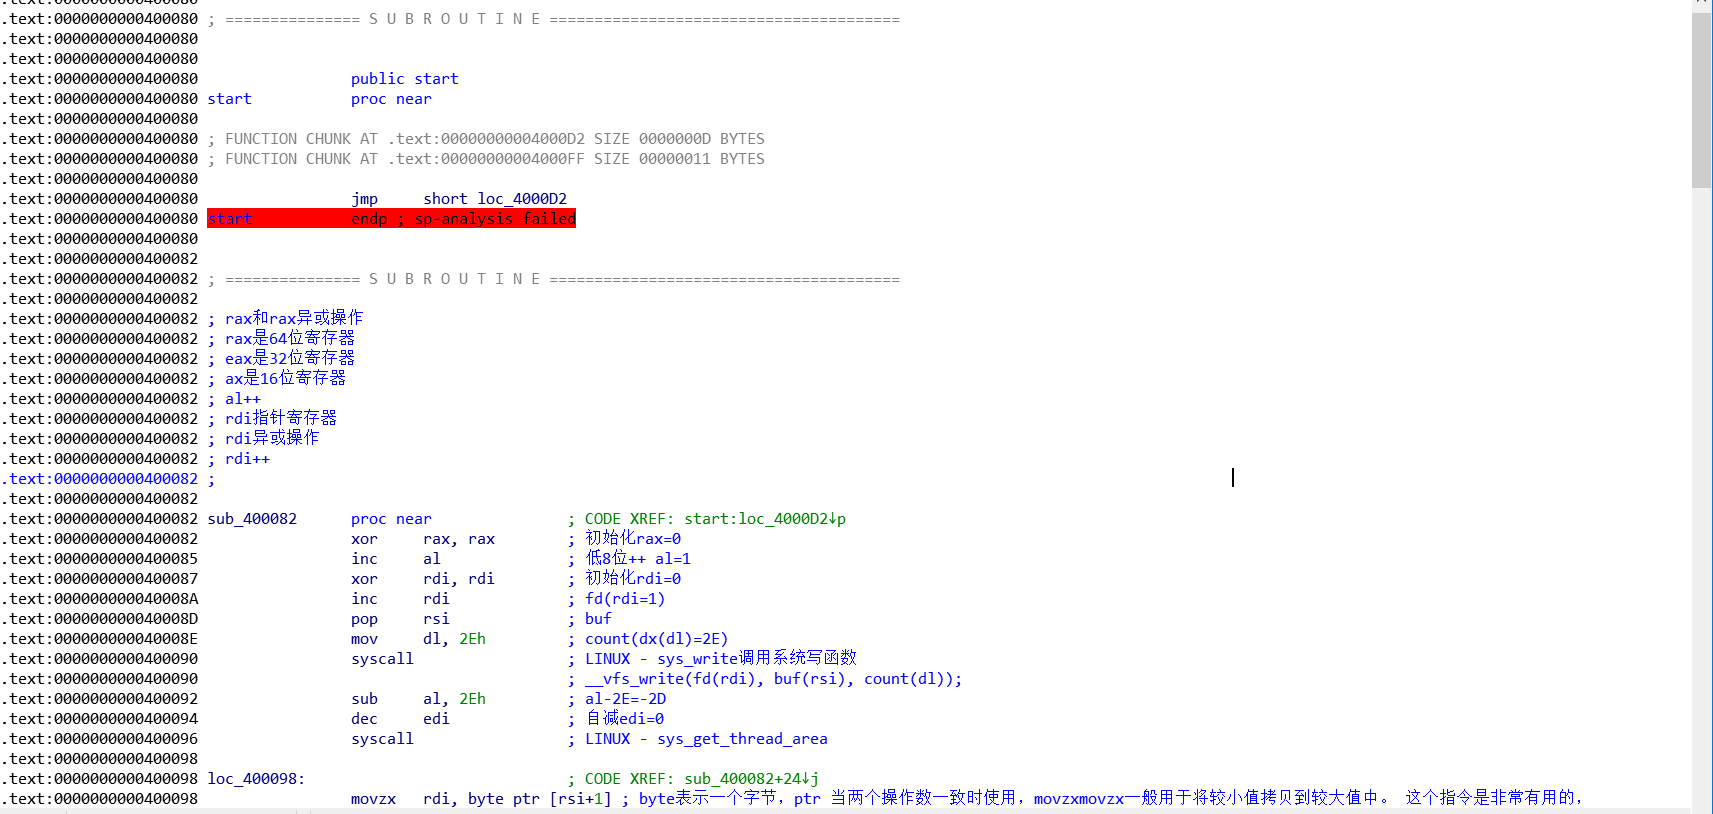 .text:0000000000400080
.text:0000000000400080 ; =============== S U B R O U T I N E =======================================
.text:0000000000400080
.text:0000000000400080
.text:0000000000400080                 public start
.text:0000000000400080 start           proc near
.text:0000000000400080
.text:0000000000400080 ; FUNCTION CHUNK AT .text:00000000004000D2 SIZE 0000000D BYTES
.text:0000000000400080 ; FUNCTION CHUNK AT .text:00000000004000FF SIZE 00000011 BYTES
.text:0000000000400080
.text:0000000000400080                 jmp     short loc_4000D2
.text:0000000000400080 start           endp ; sp-analysis failed
.text:0000000000400080
.text:0000000000400082
.text:0000000000400082 ; =============== S U B R O U T I N E =======================================
.text:0000000000400082
.text:0000000000400082 ; rax和rax异或操作
.text:0000000000400082 ; rax是64位寄存器
.text:0000000000400082 ; eax是32位寄存器
.text:0000000000400082 ; ax是16位寄存器
.text:0000000000400082 ; al++
.text:0000000000400082 ; rdi指针寄存器
.text:0000000000400082 ; rdi异或操作
.text:0000000000400082 ; rdi++
.text:0000000000400082 ;
.text:0000000000400082
.text:0000000000400082 sub_400082      proc near               ; CODE XREF: start:loc_4000D2↓p
.text:0000000000400082                 xor     rax, rax        ; 初始化rax=0
.text:0000000000400085                 inc     al              ; 低8位++ al=1
.text:0000000000400087                 xor     rdi, rdi        ; 初始化rdi=0
.text:000000000040008A                 inc     rdi             ; fd(rdi=1)
.text:000000000040008D                 pop     rsi             ; buf
.text:000000000040008E                 mov     dl, 2Eh         ; count(dx(dl)=2E)
.text:0000000000400090                 syscall                 ; LINUX - sys_write调用系统写函数
.text:0000000000400090                                         ; __vfs_write(fd(rdi), buf(rsi), count(dl));
.text:0000000000400092                 sub     al, 2Eh         ; al-2E=-2D
.text:0000000000400094                 dec     edi             ; 自减edi=0
.text:0000000000400096                 syscall                 ; LINUX - sys_get_thread_area
.text:0000000000400098
.text:0000000000400098 loc_400098:                             ; CODE XREF: sub_400082+24↓j
.text:0000000000400098                 movzx   rdi, byte ptr [rsi+1] ; byte表示一个字节，ptr 当两个操作数一致时使用，movzxmovzx一般用于将较小值拷贝到较大值中。 这个指令是非常有用的，